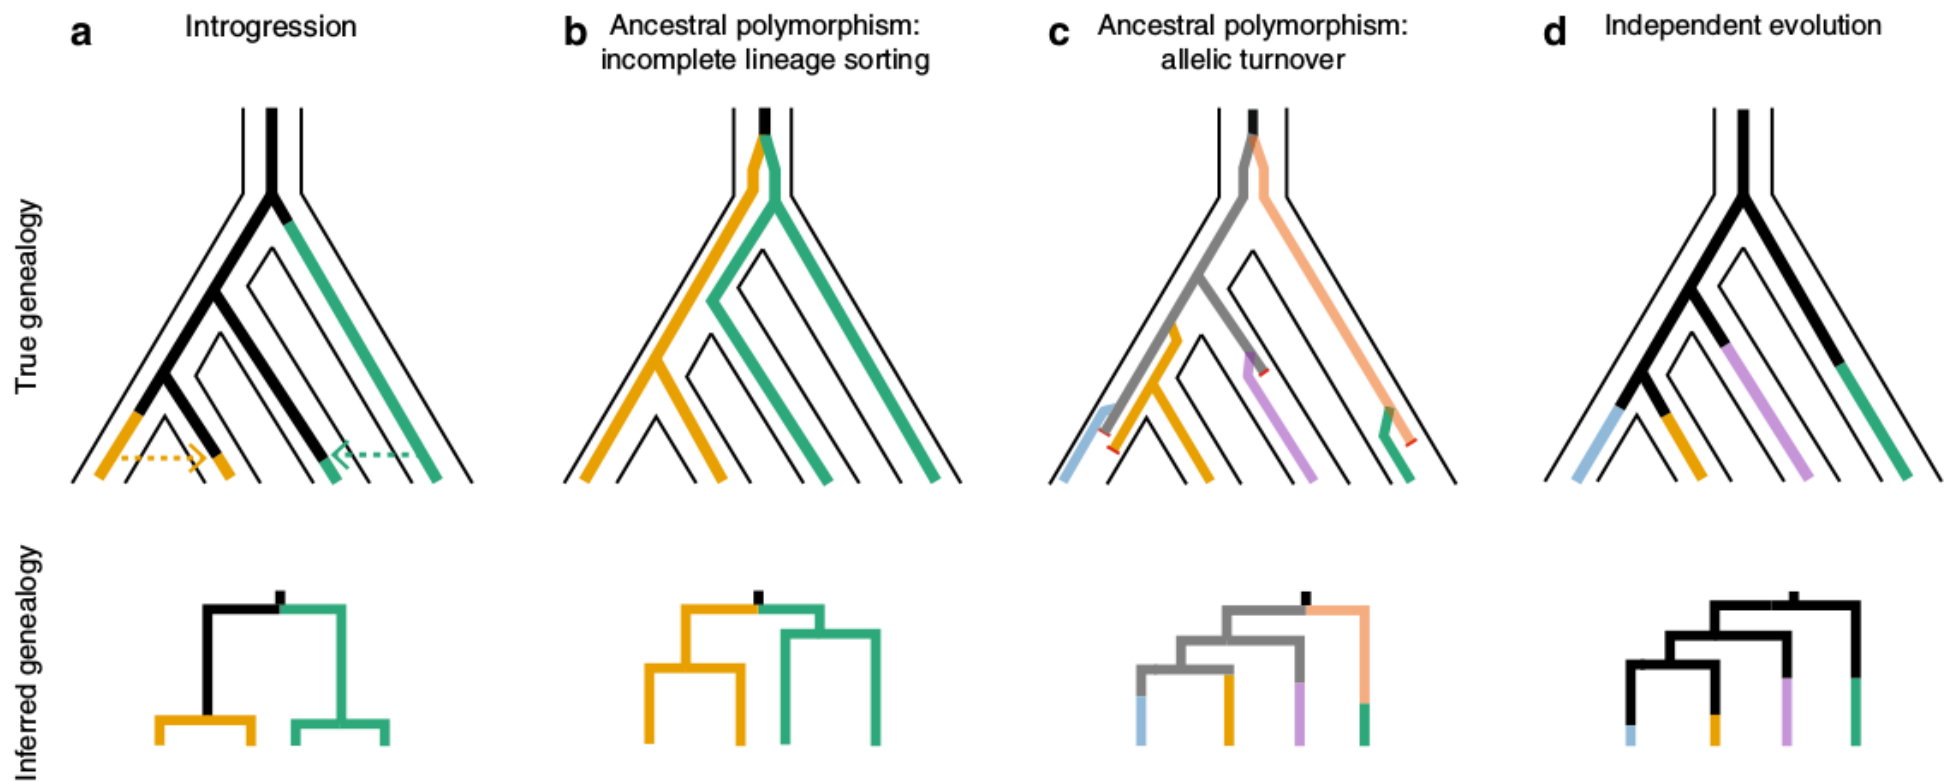 a Introgression
b Ancestral polymorphism:
incomplete lineage sorting
c Ancestral polymorphism:
allelic turnover
d Independent evolution
True genealogy
Inferred genealogy